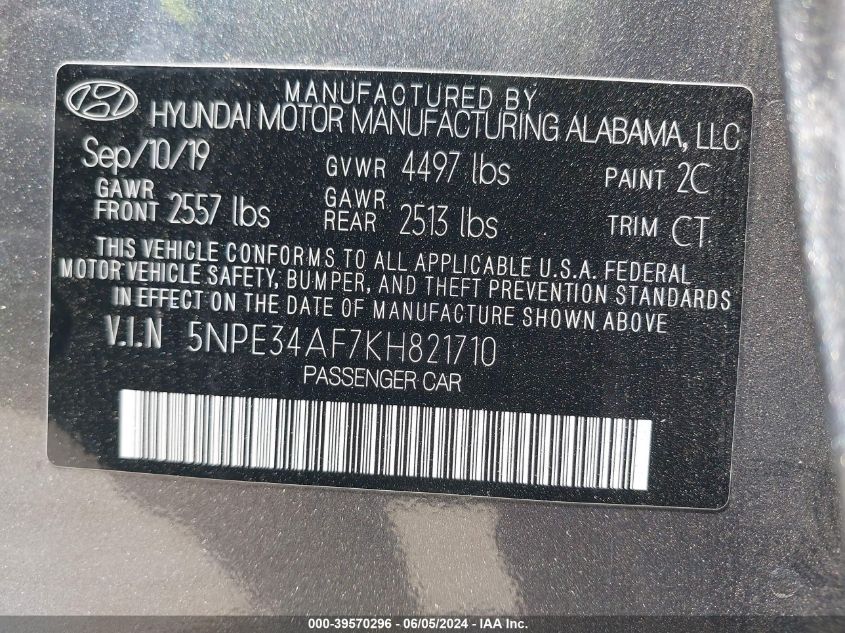 MANUFACTURED BY
HYUNDAI MOTOR MANUFACTURING ALABAMA, LLC
Sep/10/19 GVWR 4497 lbs PAINT 2C
GAWR FRONT 2557 lbs GAWR REAR 2513 lbs TRIM CT
THIS VEHICLE CONFORMS TO ALL APPLICABLE U.S.A. FEDERAL
MOTOR VEHICLE SAFETY, BUMPER, AND THEFT PREVENTION STANDARDS
IN EFFECT ON THE DATE OF MANUFACTURE SHOWN ABOVE
V.I.N 5NPE34AF7KH821710
PASSENGER CAR
000-39570296 - 06/05/2024 - IAAI.com